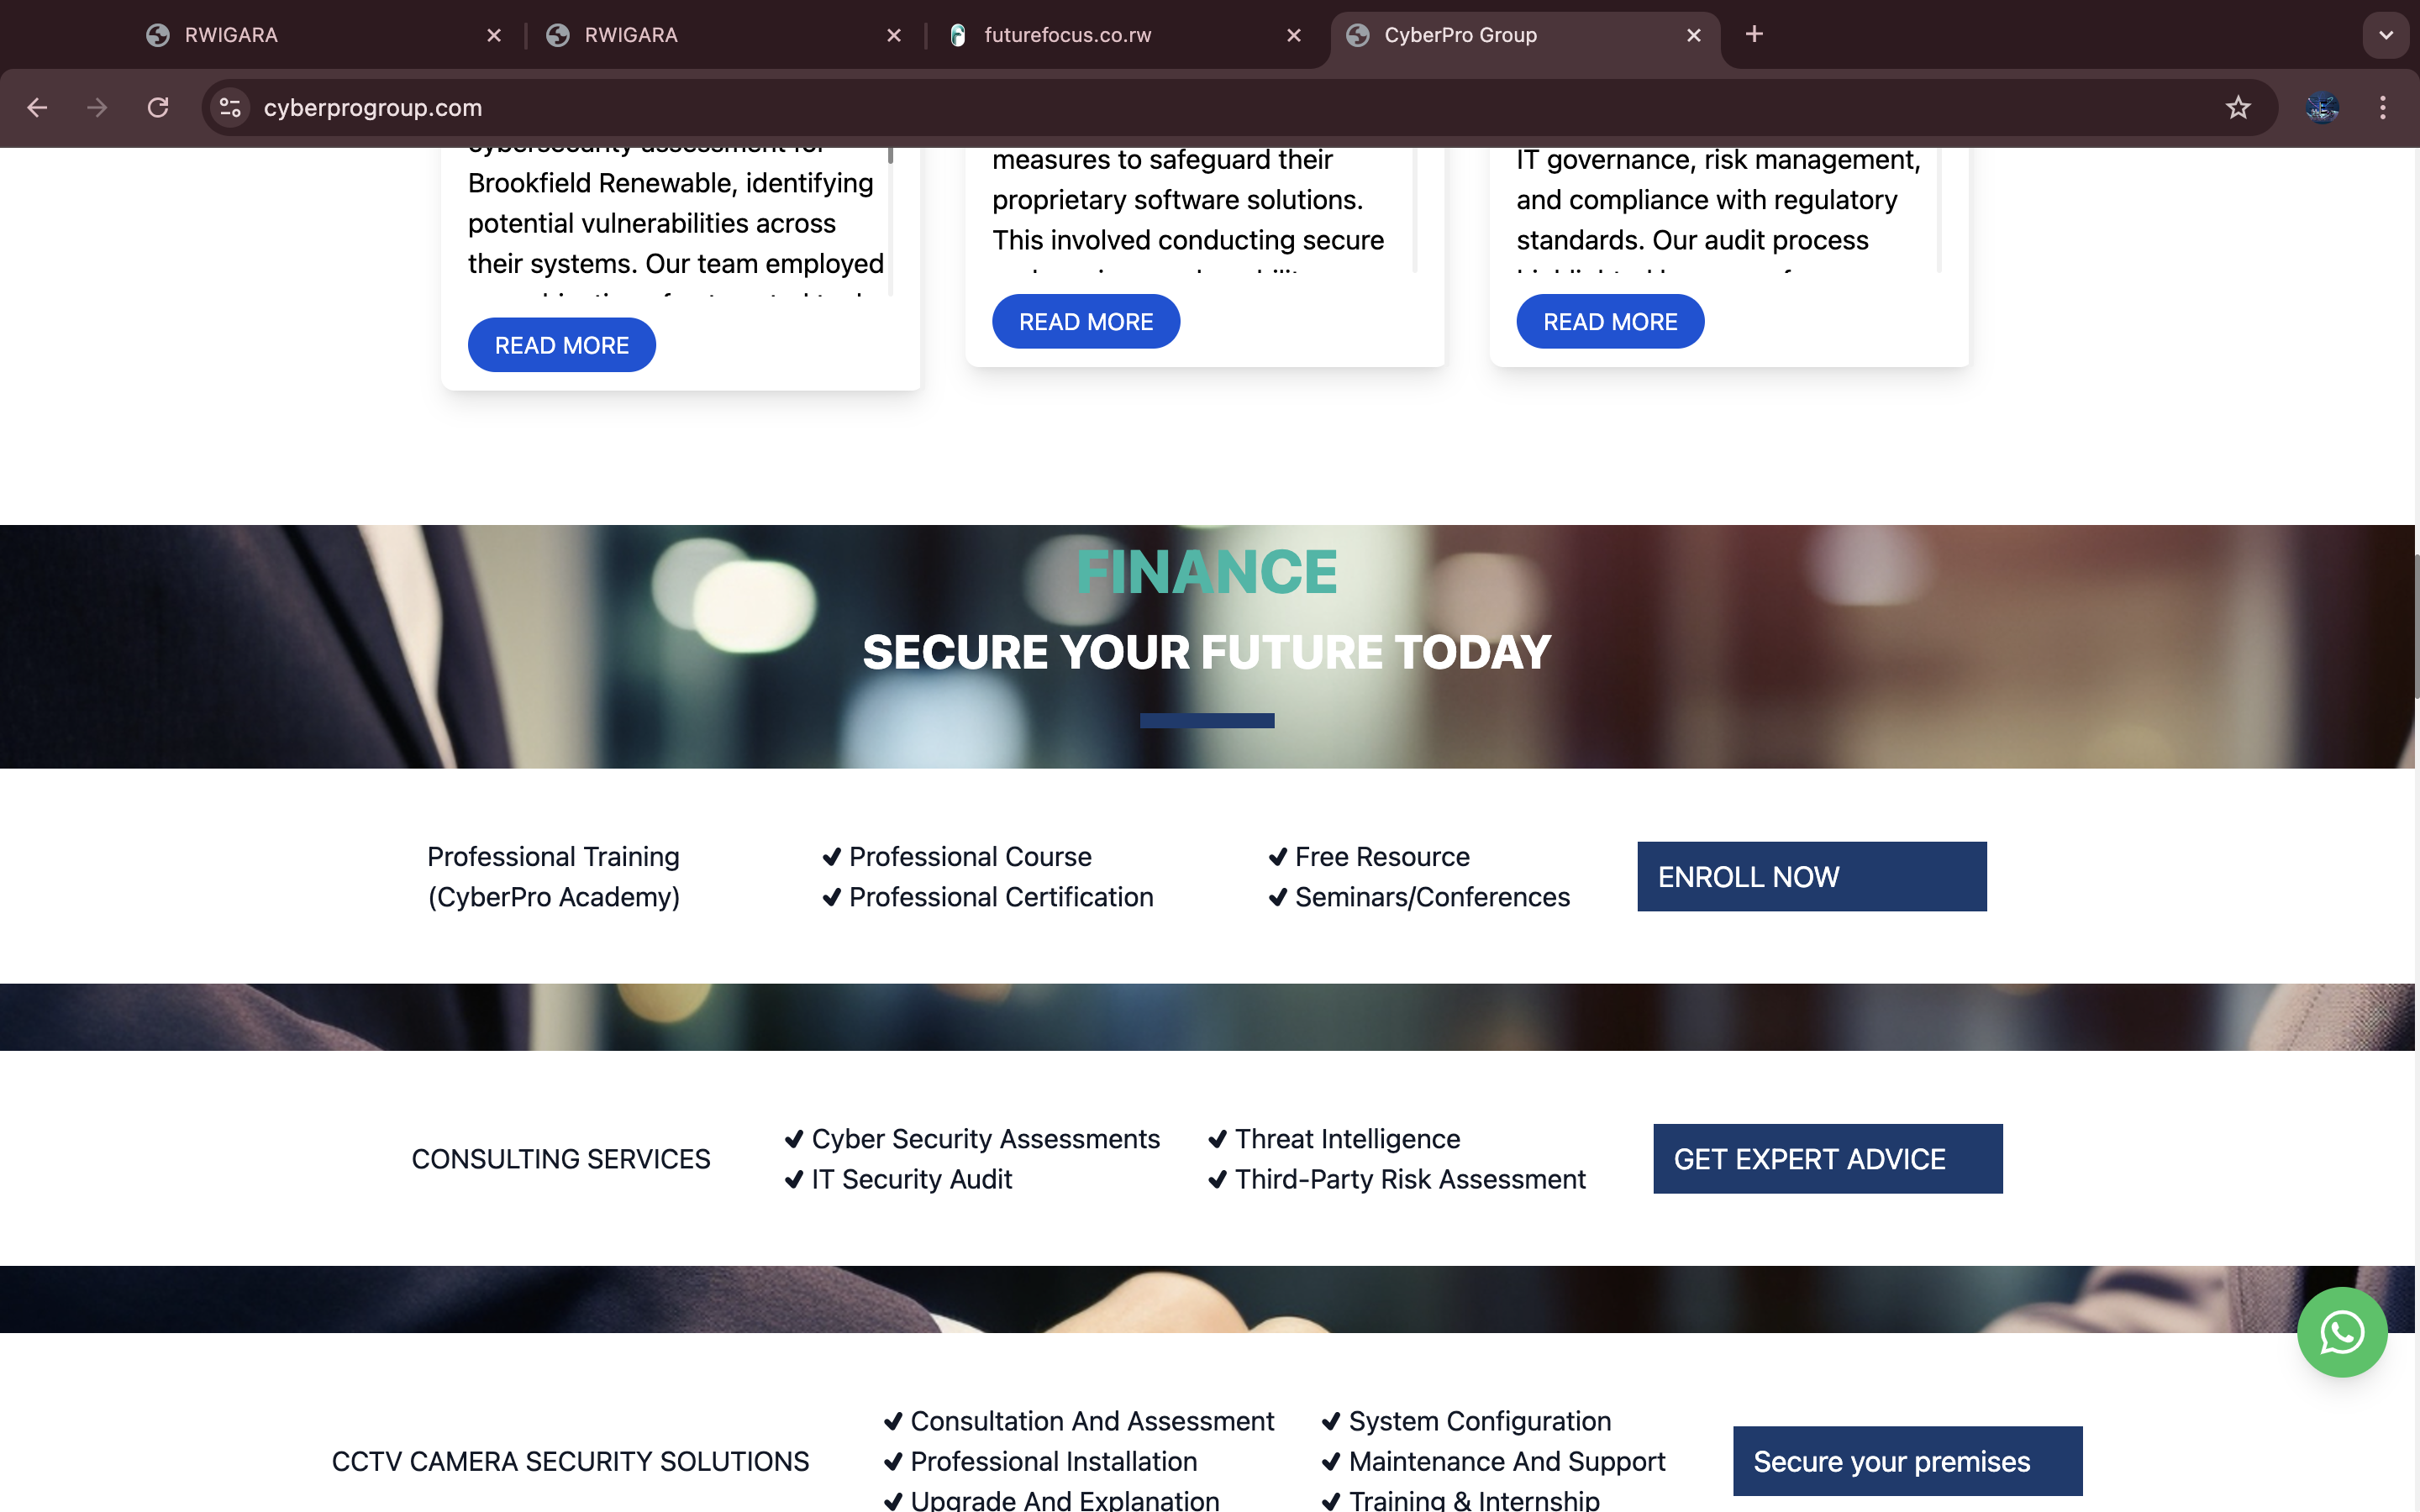 RWIGARA
RWIGARA
futurefocus.co.rw
CyberPro Group
cyberprogroup.com
cybersecurity assessment for
Brookfield Renewable, identifying
potential vulnerabilities across
their systems. Our team employed
READ MORE
measures to safeguard their
proprietary software solutions.
This involved conducting secure
READ MORE
IT governance, risk management,
and compliance with regulatory
standards. Our audit process
READ MORE
FINANCE
SECURE YOUR FUTURE TODAY
Professional Training
(CyberPro Academy)
✔ Professional Course
✔ Professional Certification
✔ Free Resource
✔ Seminars/Conferences
ENROLL NOW
CONSULTING SERVICES
✔ Cyber Security Assessments
✔ IT Security Audit
✔ Threat Intelligence
✔ Third-Party Risk Assessment
GET EXPERT ADVICE
CCTV CAMERA SECURITY SOLUTIONS
✔ Consultation And Assessment
✔ Professional Installation
✔ Upgrade And Explanation
✔ System Configuration
✔ Maintenance And Support
✔ Training & Internship
Secure your premises